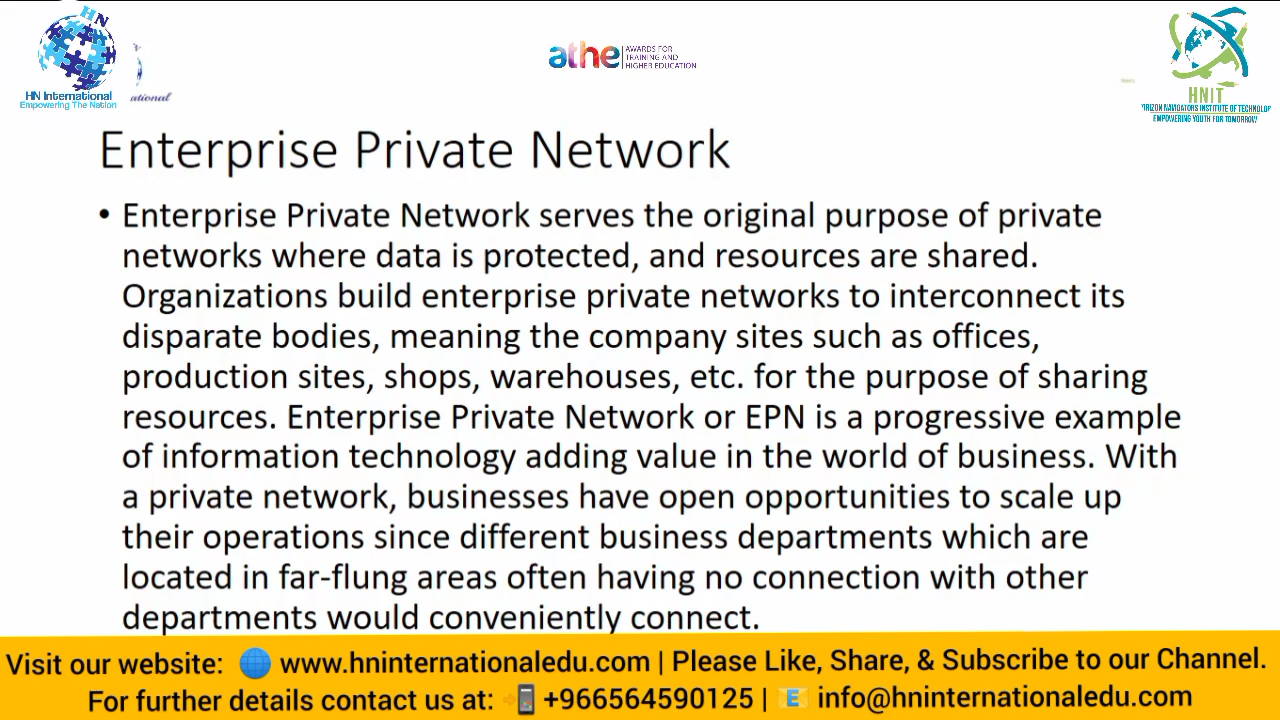 HN
HN International
Empowering The Nation
ational
athe AWARDS FOR
TRAINING AND
HIGHER EDUCATION
HNIT
RIZON NAVIGATORS INSTITUTE OF TECHNOLOG
EMPOWERING YOUTH FOR TOMORROW
Enterprise Private Network
• Enterprise Private Network serves the original purpose of private
networks where data is protected, and resources are shared.
Organizations build enterprise private networks to interconnect its
disparate bodies, meaning the company sites such as offices,
production sites, shops, warehouses, etc. for the purpose of sharing
resources. Enterprise Private Network or EPN is a progressive example
of information technology adding value in the world of business. With
a private network, businesses have open opportunities to scale up
their operations since different business departments which are
located in far-flung areas often having no connection with other
departments would conveniently connect.
Visit our website: 🌐 www.hninternationaledu.com | Please Like, Share, & Subscribe to our Channel.
For further details contact us at: 📲 +966564590125 | 📧 info@hninternationaledu.com